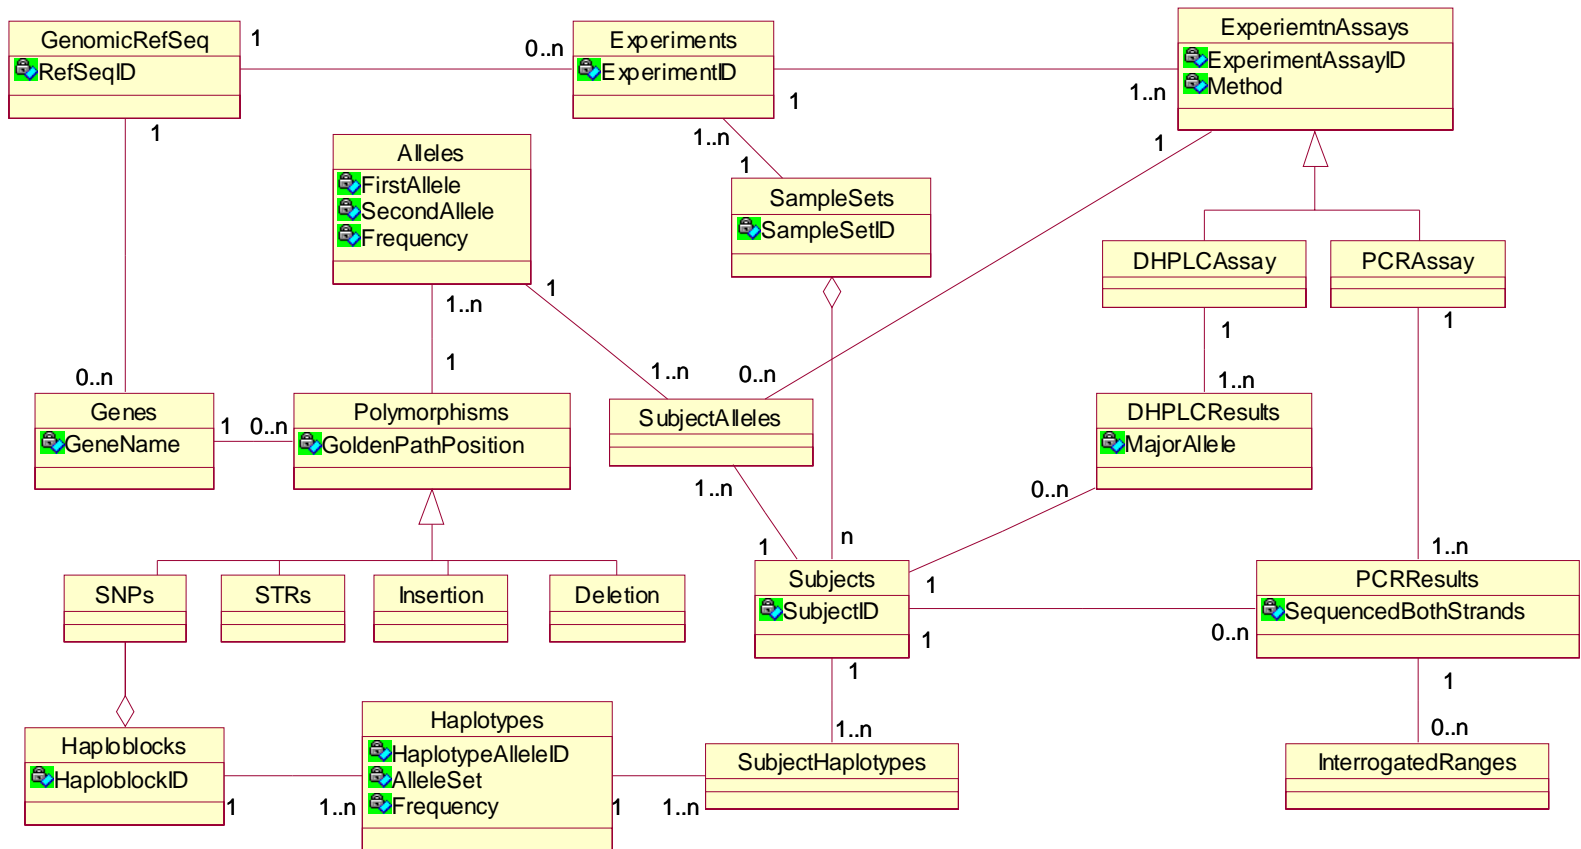 GenomicRefSeq
RefSeqID
1
0..n
Experiments
ExperimentID
ExperiemtnAssays
ExperimentAssayID
Method
1
1..n
1
1..n
1
1
Alleles
FirstAllele
SecondAllele
Frequency
SampleSets
SampleSetID
DHPLCAssay
PCRAssay
1
1..n
1
1
1
0..n
1
1..n
0..n
1..n
Genes
GeneName
1
0..n
Polymorphisms
GoldenPathPosition
SubjectAlleles
DHPLCResults
MajorAllele
1..n
0..n
1
n
1..n
SNPs
STRs
Insertion
Deletion
Subjects
SubjectID
1
1
0..n
PCRResults
SequencedBothStrands
1
1
1..n
0..n
Haploblocks
HaploblockID
1
1..n
Haplotypes
HaplotypeAlleleID
AlleleSet
Frequency
1
1..n
SubjectHaplotypes
InterrogatedRanges